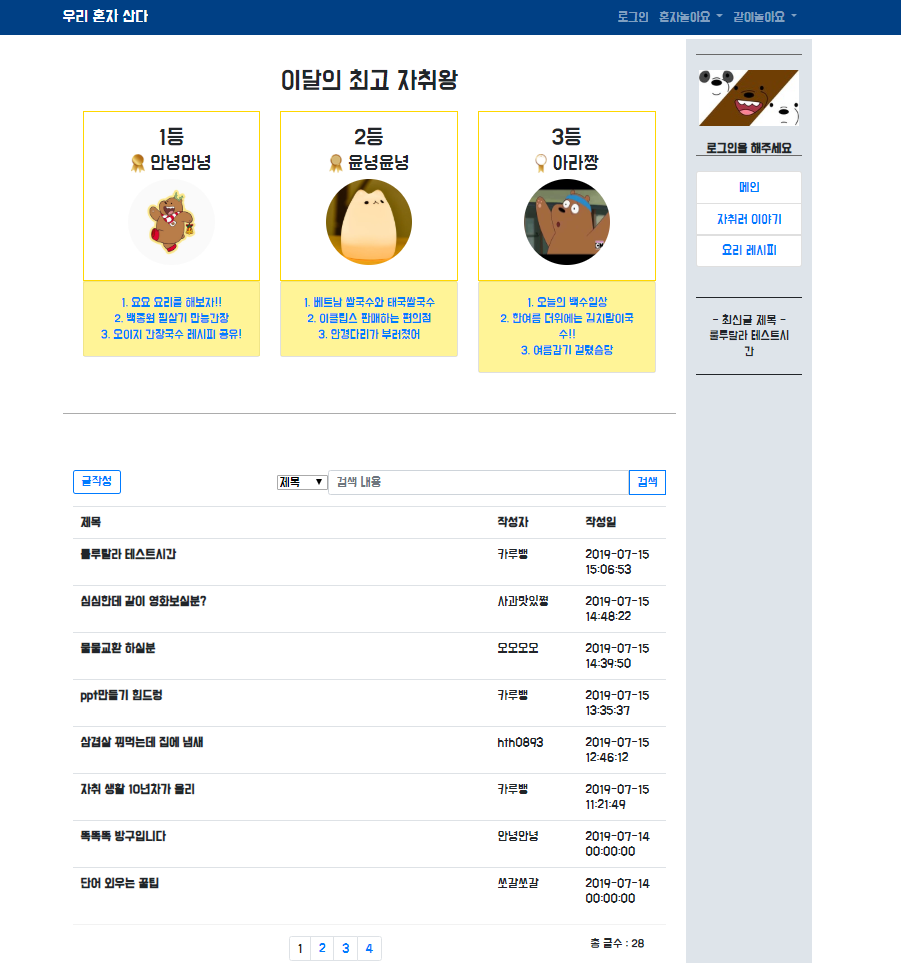 우리 혼자 산다
로그인 혼자놀아요 같이놀아요
이달의 최고 자취왕
1등
안녕안녕
1. 요요 요리를 해보자!!
2. 백종원 필살기 만능간장
3. 오이지 간장국수 레시피 공유!
2등
윤녕윤녕
1. 베트남 쌀국수와 태국쌀국수
2. 이클립스 판매하는 편의점
3. 안경다리가 부러졌어
3등
아라짱
1. 오늘의 백수일상
2. 한여름 더위에는 김치말이국
수!!
3. 여름감기 걸렸슴당
로그인을 해주세요
메인
자취러 이야기
요리 레시피
- 최신글 제목 -
룰루랄라 테스트시
간
글작성 제목 검색 내용 검색
제목 작성자 작성일
룰루랄라 테스트시간 카루뱅 2019-07-15
15:06:53
심심한데 같이 영화보실분? 사과맛있쪙 2019-07-15
14:48:22
물물교환 하실분 모모모모 2019-07-15
14:39:50
ppt만들기 힘드렁 카루뱅 2019-07-15
13:35:37
삼겹살 꿔먹는데 집에 냄새 hth0893 2019-07-15
12:46:12
자취 생활 10년차가 올리 카루뱅 2019-07-15
11:21:49
똑똑똑 방구입니다 안녕안녕 2019-07-14
00:00:00
단어 외우는 꿀팁 쏘갈쏘갈 2019-07-14
00:00:00
1 2 3 4
총 글수 : 28